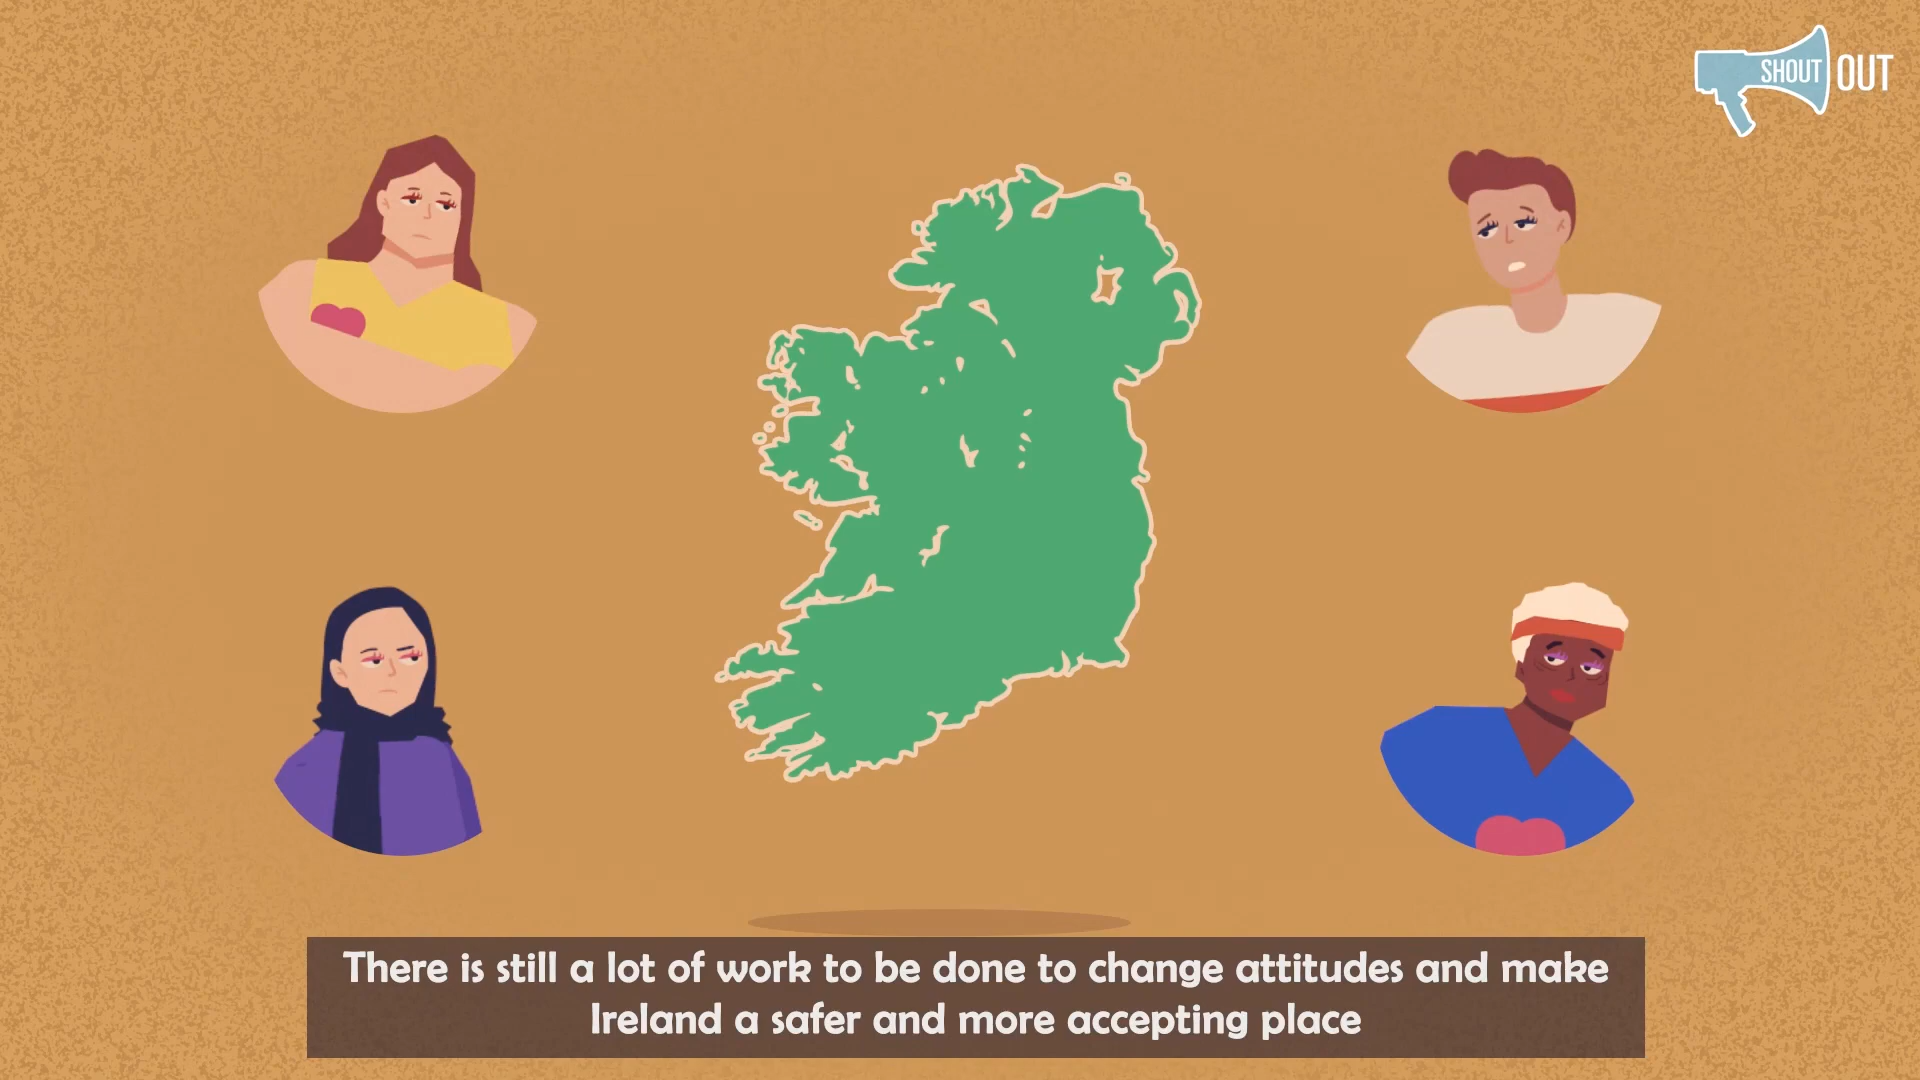 SHOUT OUT
There is still a lot of work to be done to change attitudes and make
Ireland a safer and more accepting place